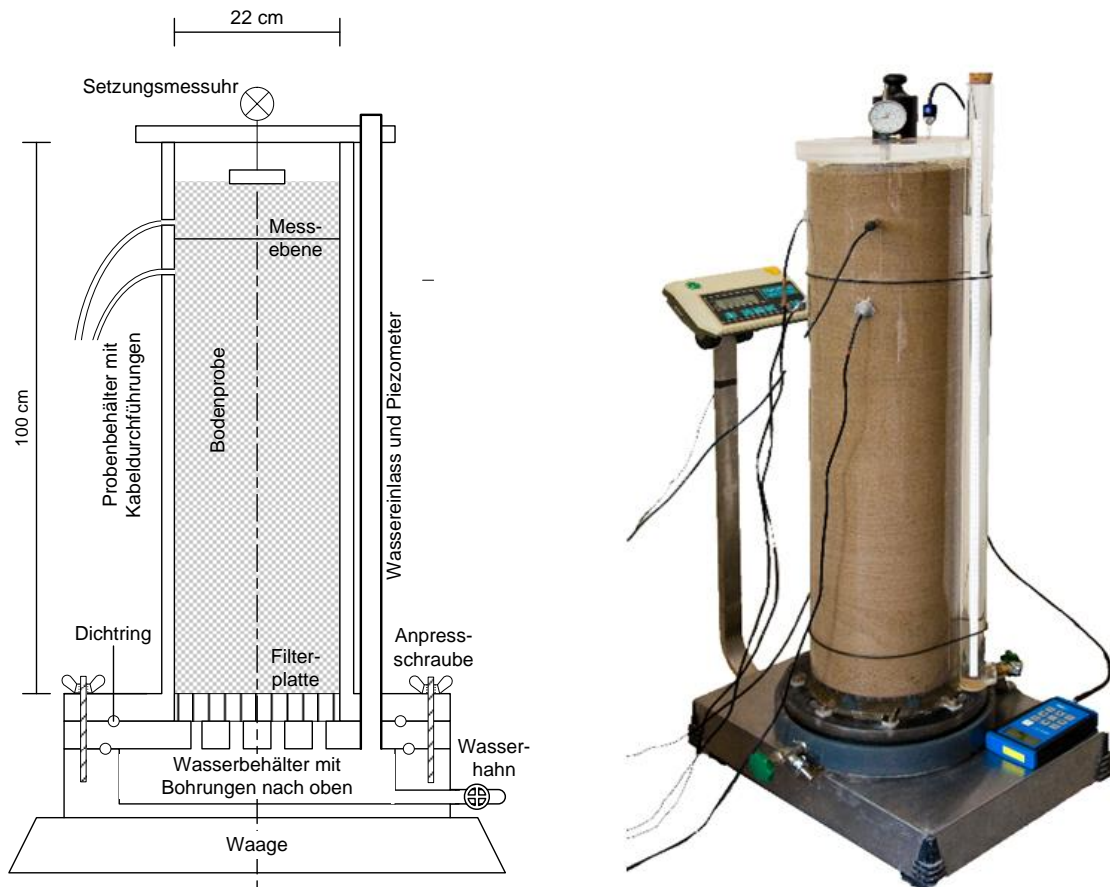 22 cm
Setzungsmessuhr
Mess-
ebene
100 cm
Probenbehälter mit
Kabeldurchführungen
Bodenprobe
Wassereinlass und Piezometer
Dichtring
Filter-
platte
Anpress-
schraube
Wasser-
hahn
Wasserbehälter mit
Bohrungen nach oben
Waage